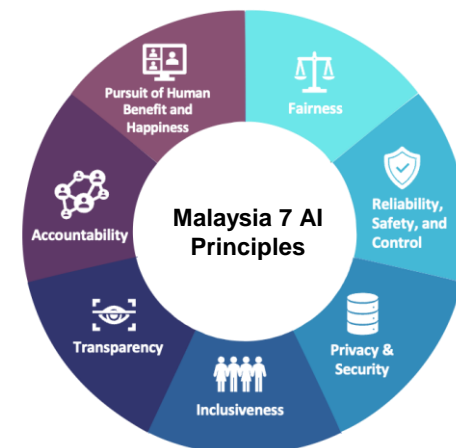 Malaysia 7 AI
Principles
Fairness
Reliability,
Safety, and
Control
Privacy &
Security
Inclusiveness
Transparency
Accountability
Pursuit of Human
Benefit and
Happiness